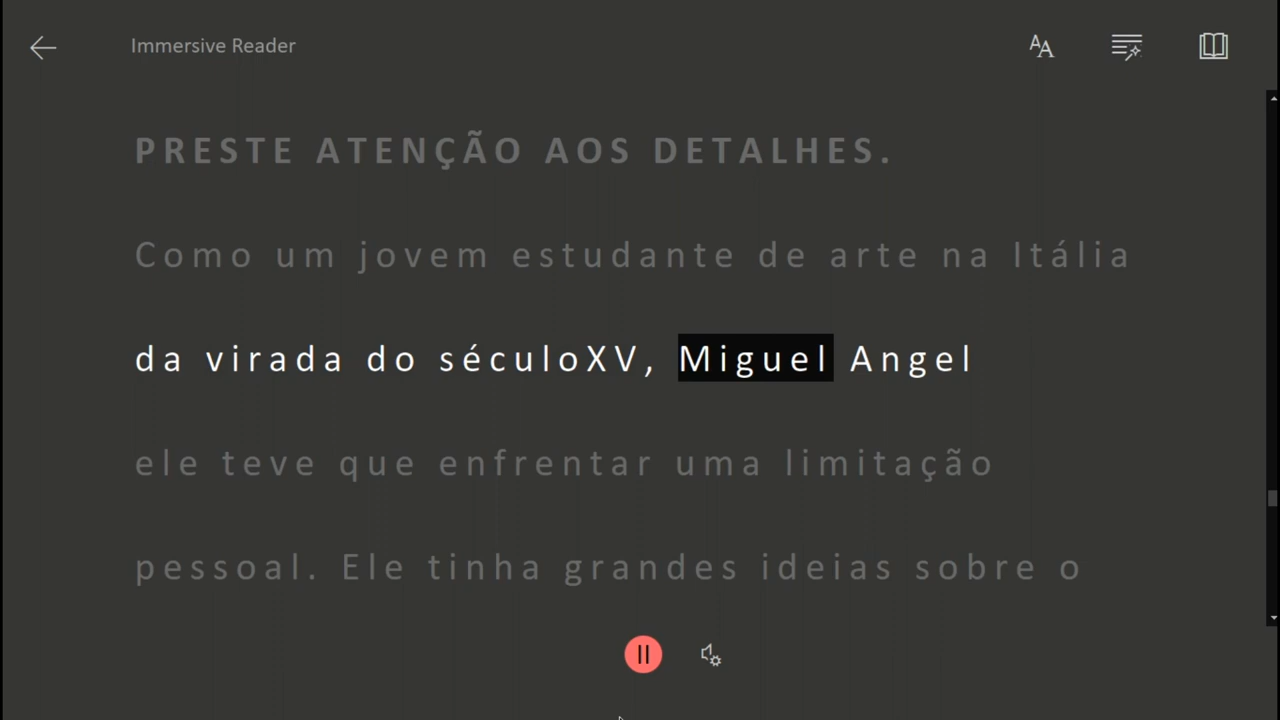 Immersive Reader
PRESTE ATENÇÃO AOS DETALHES.
Como um jovem estudante de arte na Itália
da virada do séculoXV, Miguel Angel
ele teve que enfrentar uma limitação
pessoal. Ele tinha grandes ideias sobre o